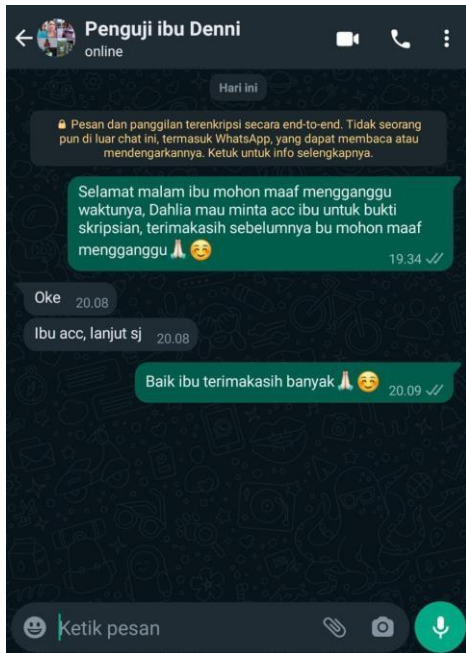 Penguji ibu Denni
online
Hari ini
Pesan dan panggilan terenkripsi secara end-to-end. Tidak seorang
pun di luar chat ini, termasuk WhatsApp, yang dapat membaca atau
mendengarkannya. Ketuk untuk info selengkapnya.
Selamat malam ibu mohon maaf mengganggu
waktunya, Dahlia mau minta acc ibu untuk bukti
skripsian, terimakasih sebelumnya bu mohon maaf
mengganggu🙏🏻☺️
19.34
Oke 20.08
Ibu acc, lanjut sj 20.08
Baik ibu terimakasih banyak🙏🏻☺️ 20.09
Ketik pesan